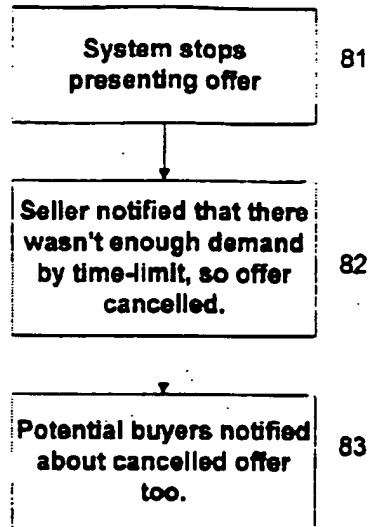 System stops
presenting offer
81
Seller notified that there
wasn't enough demand
by time-limit, so offer
cancelled.
82
Potential buyers notified
about cancelled offer
too.
83